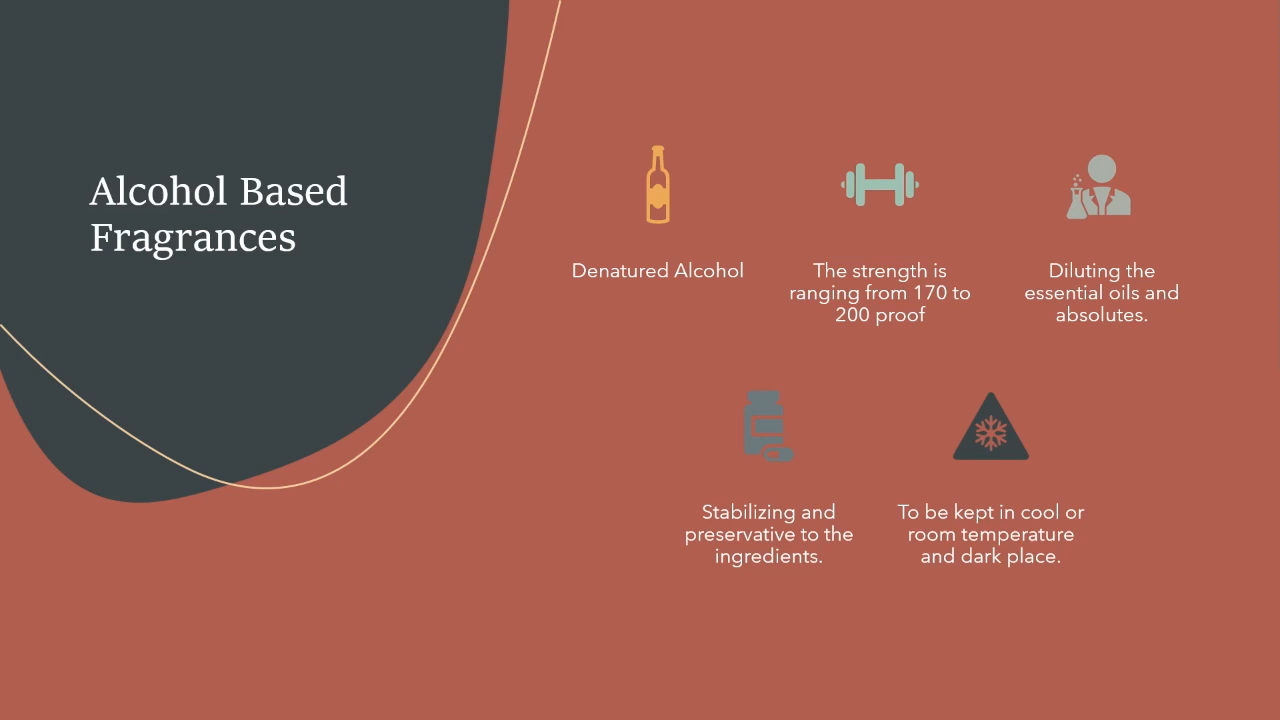 Alcohol Based
Fragrances
Denatured Alcohol
The strength is
ranging from 170 to
200 proof
Diluting the
essential oils and
absolutes.
Stabilizing and
preservative to the
ingredients.
To be kept in cool or
room temperature
and dark place.